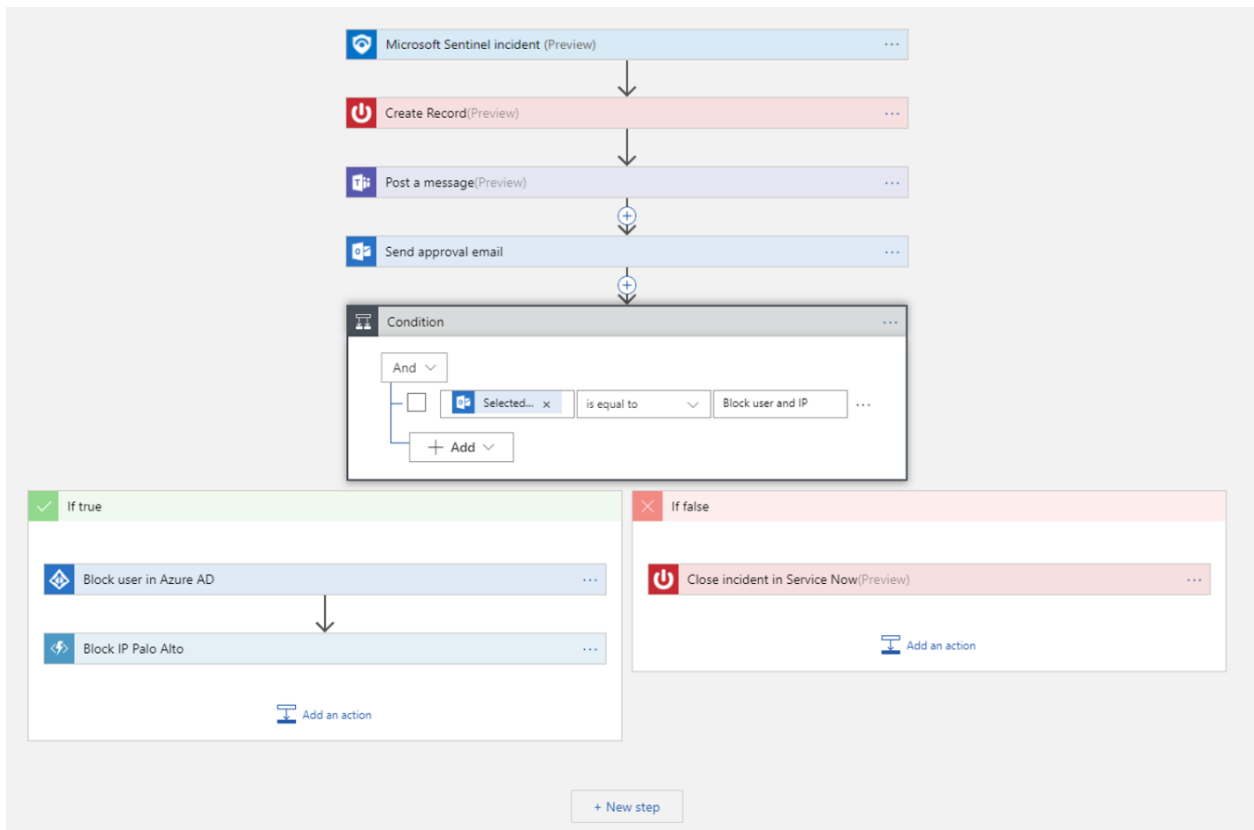 Microsoft Sentinel incident (Preview)
Create Record(Preview)
Post a message(Preview)
Send approval email
Condition
And
Selected... x is equal to Block user and IP
Add
If true
Block user in Azure AD
Block IP Palo Alto
Add an action
If false
Close incident in Service Now(Preview)
Add an action
+ New step